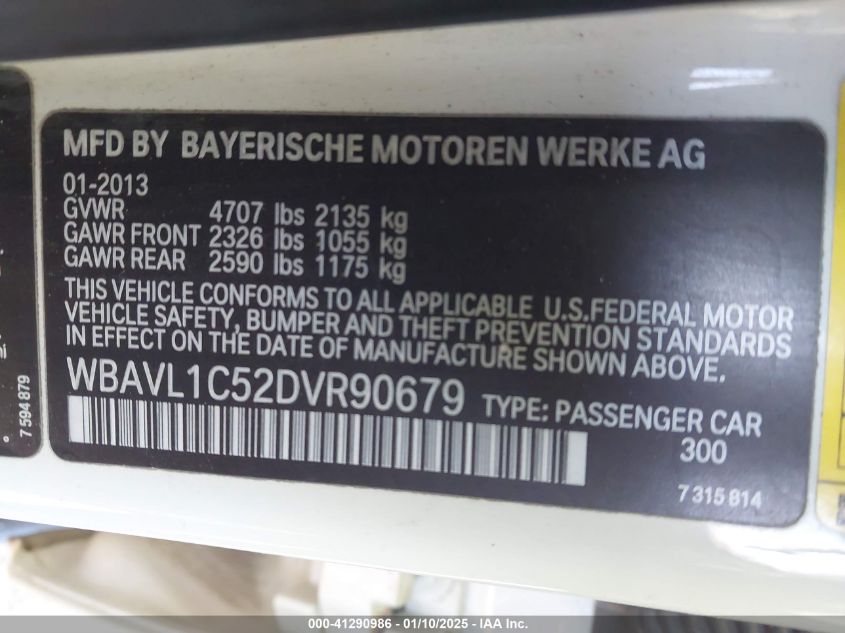 MFD BY BAYERISCHE MOTOREN WERKE AG
01-2013
GVWR 4707 lbs 2135 kg
GAWR FRONT 2326 lbs 1055 kg
GAWR REAR 2590 lbs 1175 kg
THIS VEHICLE CONFORMS TO ALL APPLICABLE U.S.FEDERAL MOTOR
VEHICLE SAFETY, BUMPER AND THEFT PREVENTION STANDARDS
IN EFFECT ON THE DATE OF MANUFACTURE SHOWN ABOVE.
WBAVL1C52DVR90679 TYPE: PASSENGER CAR
300
7 315 814
7 594 879
000-41290986 - 01/10/2025 - IAA Inc.